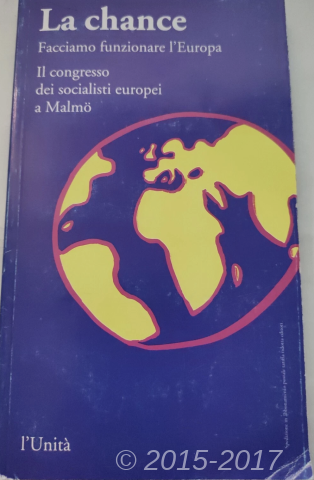 La chance
Facciamo funzionare l'Europa
Il congresso
dei socialisti europei
a Malmö
l'Unità
© 2015-2017